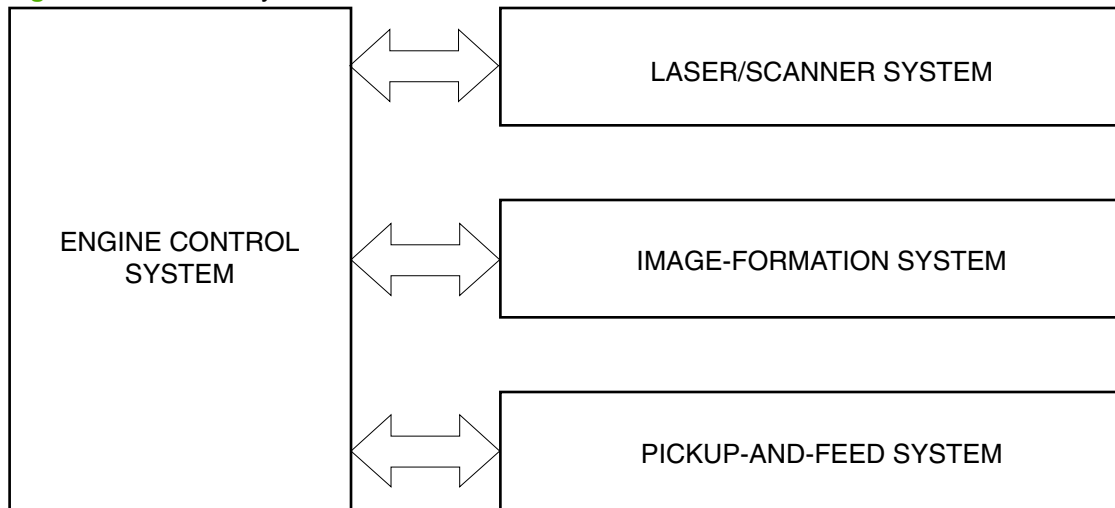 LASER/SCANNER SYSTEM
ENGINE CONTROL
SYSTEM
IMAGE-FORMATION SYSTEM
PICKUP-AND-FEED SYSTEM